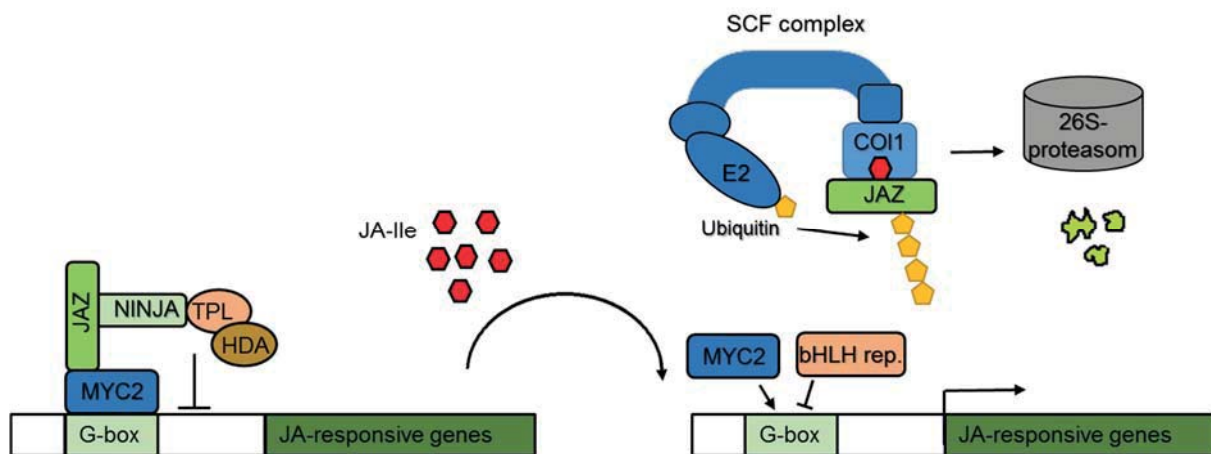 SCF complex
COI1
E2
JAZ
Ubiquitin
26S-
proteasom
JA-Ile
JAZ
NINJA
TPL
HDA
MYC2
G-box
JA-responsive genes
MYC2
bHLH rep.
G-box
JA-responsive genes